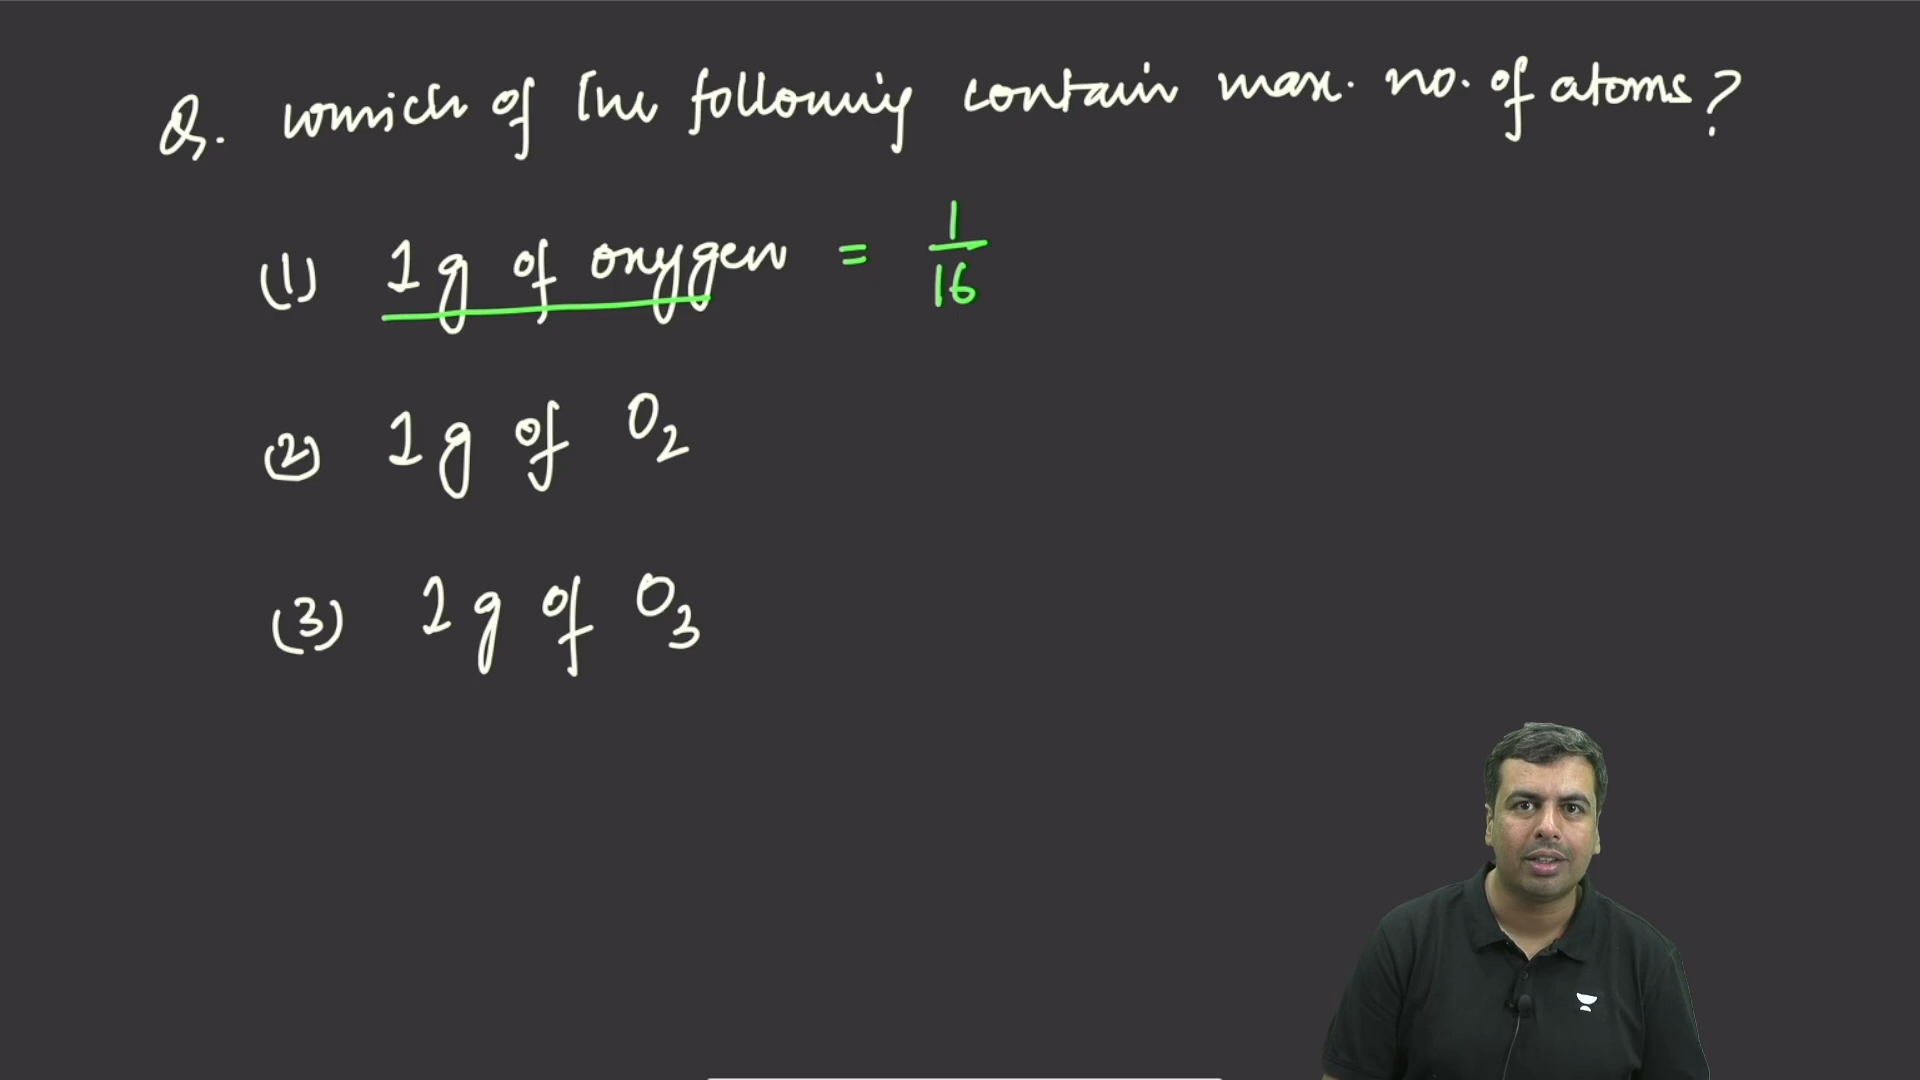 Q. which of the following contain max. no. of atoms?
(1) 1g of oxygen = 1/16
(2) 1g of O₂
(3) 1g of O₃